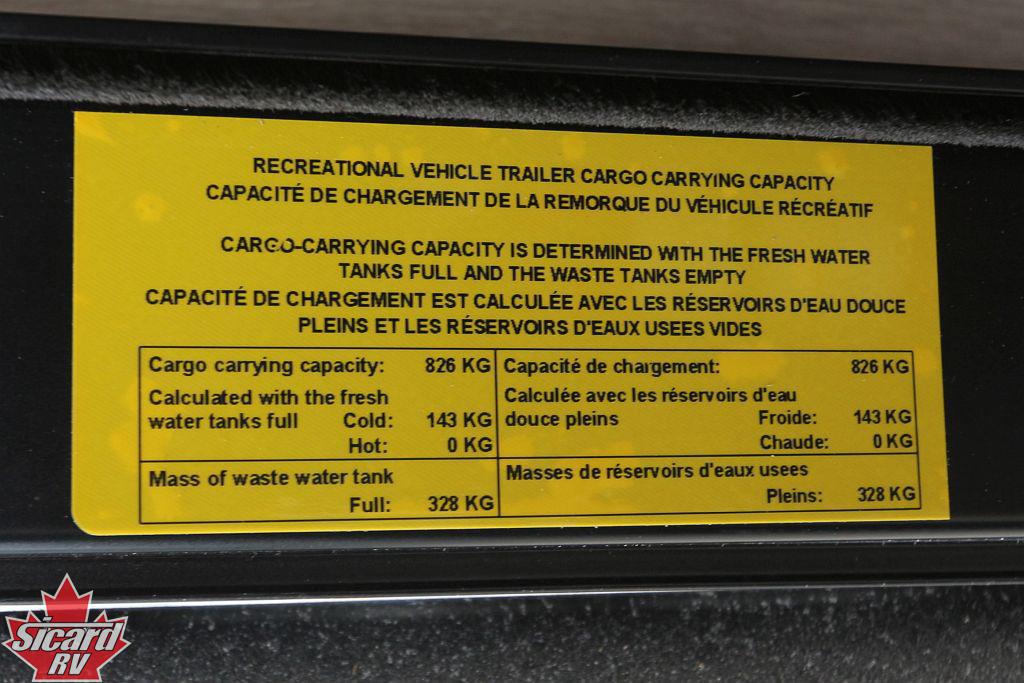 RECREATIONAL VEHICLE TRAILER CARGO CARRYING CAPACITY
CAPACITÉ DE CHARGEMENT DE LA REMORQUE DU VÉHICULE RÉCRÉATIF
CARGO-CARRYING CAPACITY IS DETERMINED WITH THE FRESH WATER
TANKS FULL AND THE WASTE TANKS EMPTY
CAPACITÉ DE CHARGEMENT EST CALCULÉE AVEC LES RÉSERVOIRS D'EAU DOUCE
PLEINS ET LES RÉSERVOIRS D'EAUX USEES VIDES
Cargo carrying capacity: 826 KG
Calculated with the fresh
water tanks full Cold: 143 KG
Hot: 0 KG
Mass of waste water tank
Full: 328 KG
Capacité de chargement: 826 KG
Calculée avec les réservoirs d'eau
douce pleins Froide: 143 KG
Chaude: 0 KG
Masses de réservoirs d'eaux usees
Pleins: 328 KG
Sicard
RV